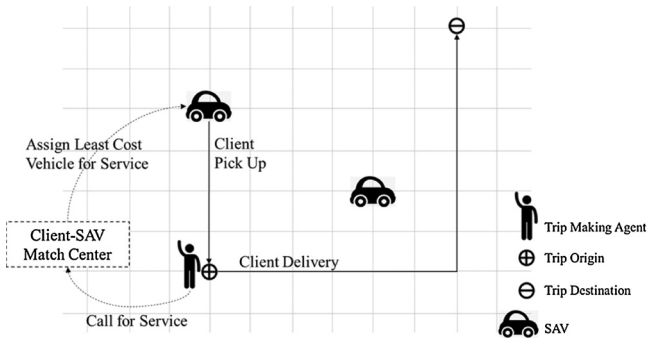 Assign Least Cost
Vehicle for Service
Client
Pick Up
Client-SAV
Match Center
Client Delivery
Call for Service
Trip Making Agent
Trip Origin
Trip Destination
SAV